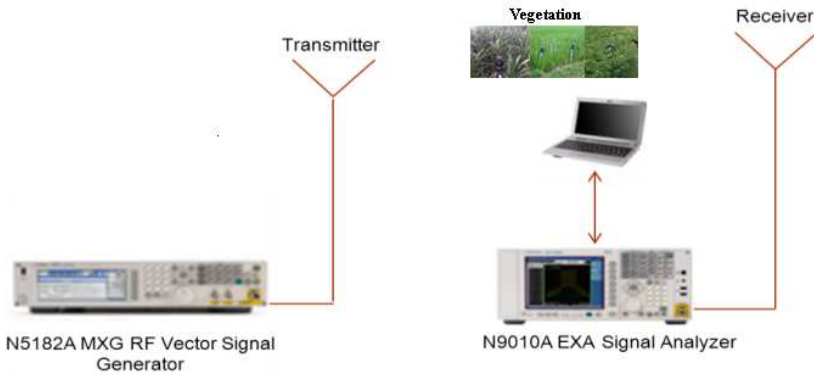 Vegetation
Receiver
Transmitter
N5182A MXG RF Vector Signal
Generator
N9010A EXA Signal Analyzer